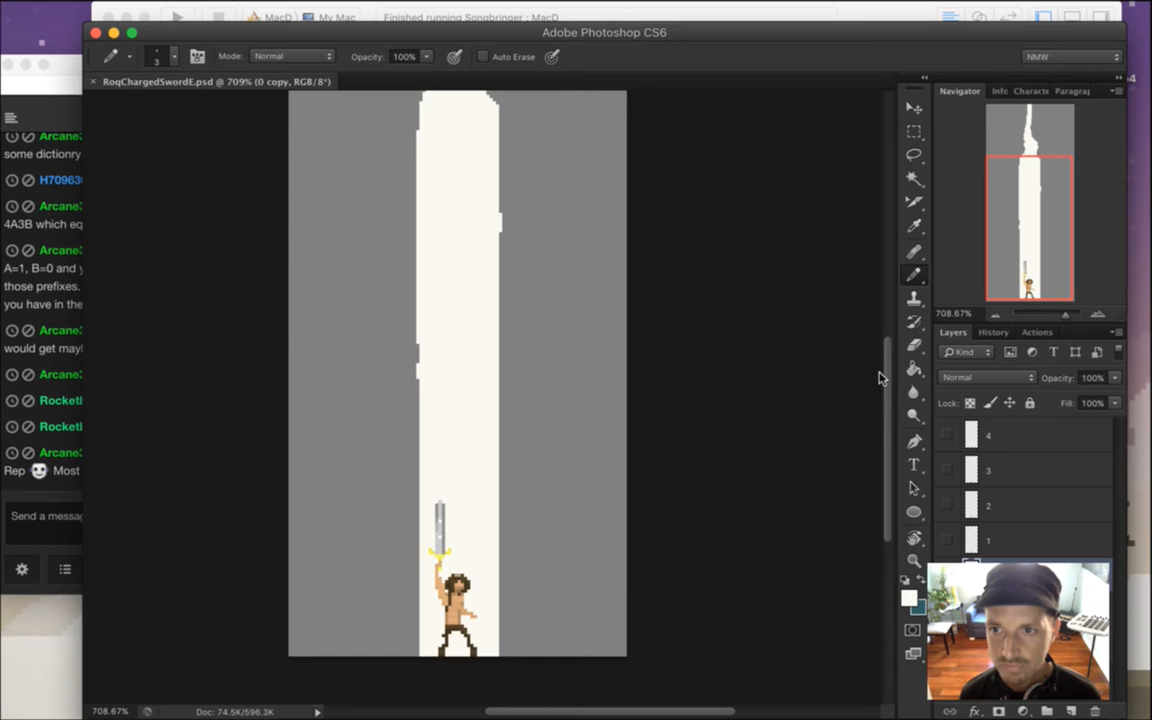 MacD
My Mac
Finished running Songbringer : MacD
Adobe Photoshop CS6
3
Mode:
Normal
Opacity:
100%
Auto Erase
NMW
× RoqChargedSwordE.psd @ 709% (0 copy, RGB/8*)
Navigator
Info
Characte
Paragra
Arcane
some dictionry
H70963
Arcane
4A3B which eq
Arcane
A=1, B=0 and y
those prefixes.
you have in the
Arcane
would get may
Arcane
Rocket
Rocket
Arcane
Rep
Most
Send a messag
708.67%
Layers
History
Actions
Kind
Normal
Opacity:
100%
Lock:
Fill:
100%
4
3
2
1
T
fx
708.67%
Doc: 74.5K/596.3K